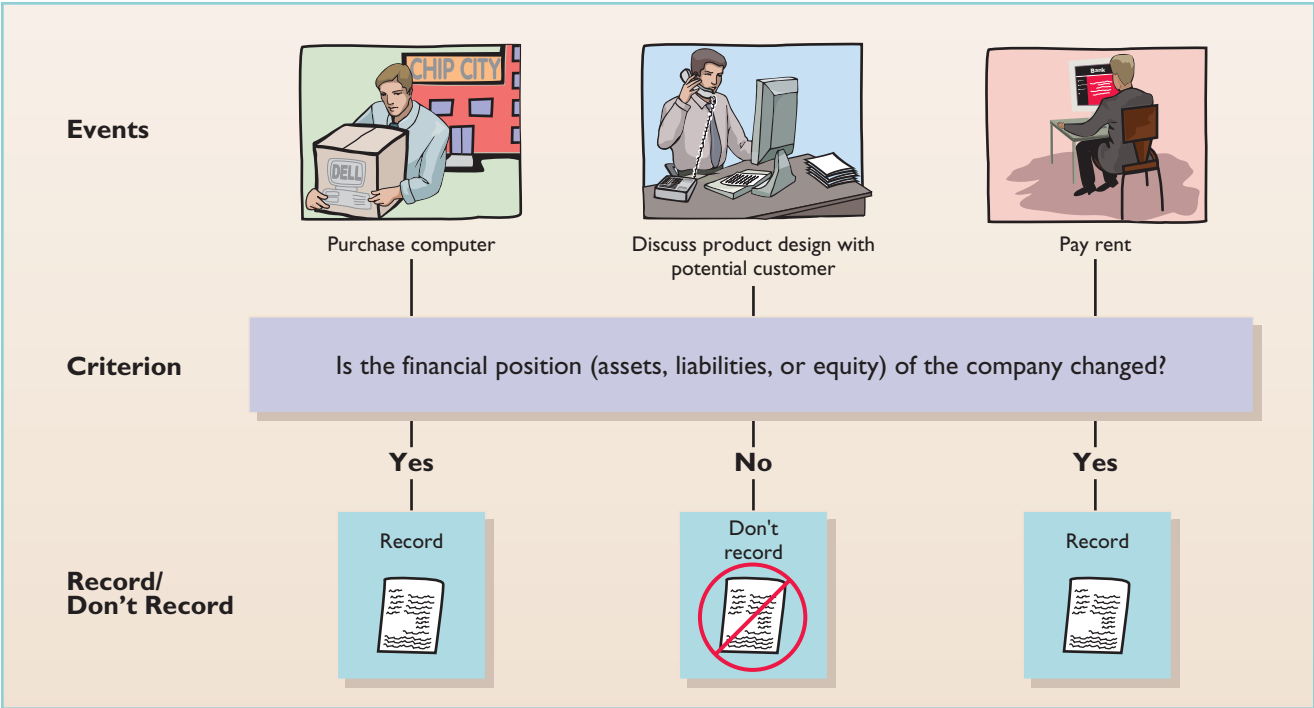 Events
CHIP CITY
DELL
Bank
Purchase computer
Discuss product design with
potential customer
Pay rent
Criterion
Is the financial position (assets, liabilities, or equity) of the company changed?
Yes
No
Yes
Record/
Don’t Record
Record
Don't
record
Record